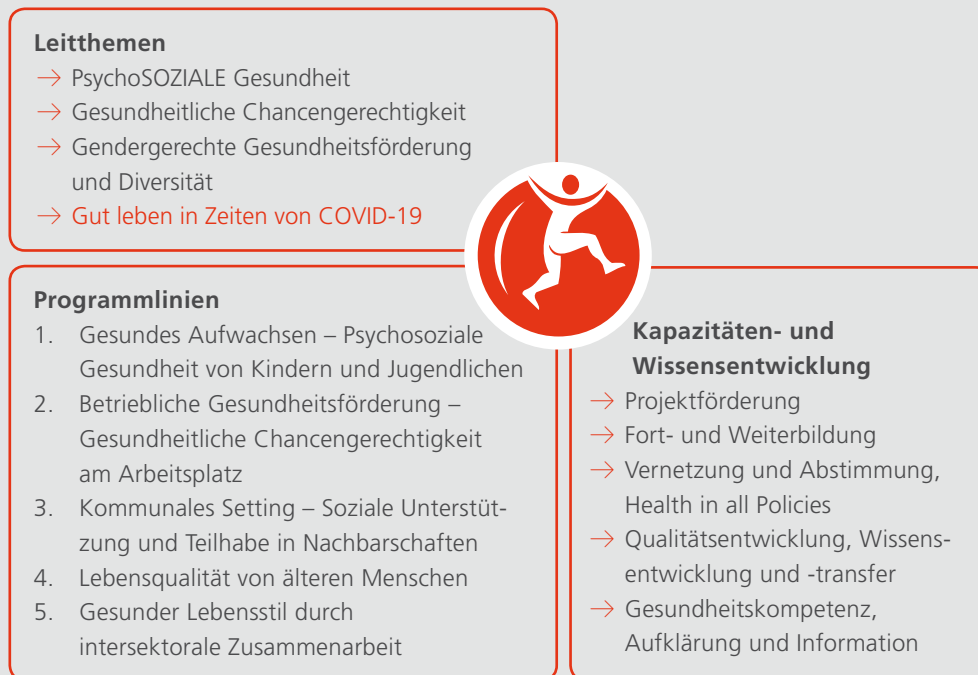 Leitthemen
→ PsychoSOZIALE Gesundheit
→ Gesundheitliche Chancengerechtigkeit
→ Gendergerechte Gesundheitsförderung
und Diversität
→ Gut leben in Zeiten von COVID-19
Programmlinien
1. Gesundes Aufwachsen – Psychosoziale
Gesundheit von Kindern und Jugendlichen
2. Betriebliche Gesundheitsförderung –
Gesundheitliche Chancengerechtigkeit
am Arbeitsplatz
3. Kommunales Setting – Soziale Unterstüt-
zung und Teilhabe in Nachbarschaften
4. Lebensqualität von älteren Menschen
5. Gesunder Lebensstil durch
intersektorale Zusammenarbeit
Kapazitäten- und
Wissensentwicklung
→ Projektförderung
→ Fort- und Weiterbildung
→ Vernetzung und Abstimmung,
Health in all Policies
→ Qualitätsentwicklung, Wissens-
entwicklung und -transfer
→ Gesundheitskompetenz,
Aufklärung und Information